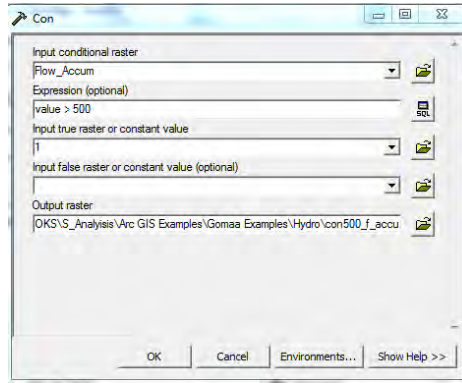 Con
Input conditional raster
Flow_Accum
Expression (optional)
value > 500
SQL
Input true raster or constant value
1
Input false raster or constant value (optional)
Output raster
OKS\S_Analyisis\Arc GIS Examples\Gomaa Examples\Hydro\con500_f_accu
OK
Cancel
Environments...
Show Help >>